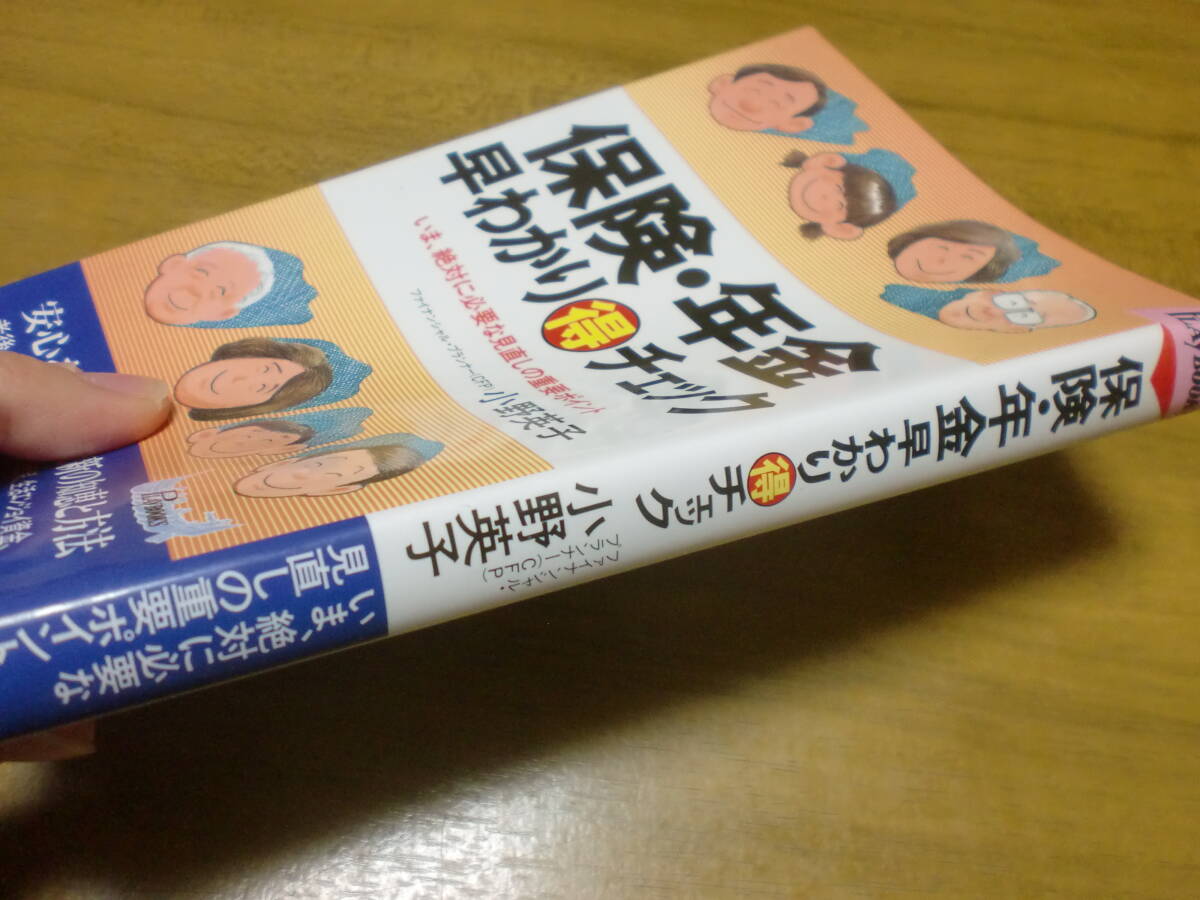 保険・年金
早わかり得チェック
いま、絶対に必要な見直しの重要ポイント
ファイナンシャル・プランナー(CFP) 小野英子
安心
保険・年金早わかり得チェック
ファイナンシャル・
プランナー(CFP)
小野英子
いま、絶対に必要な
見直しの重要ポイント